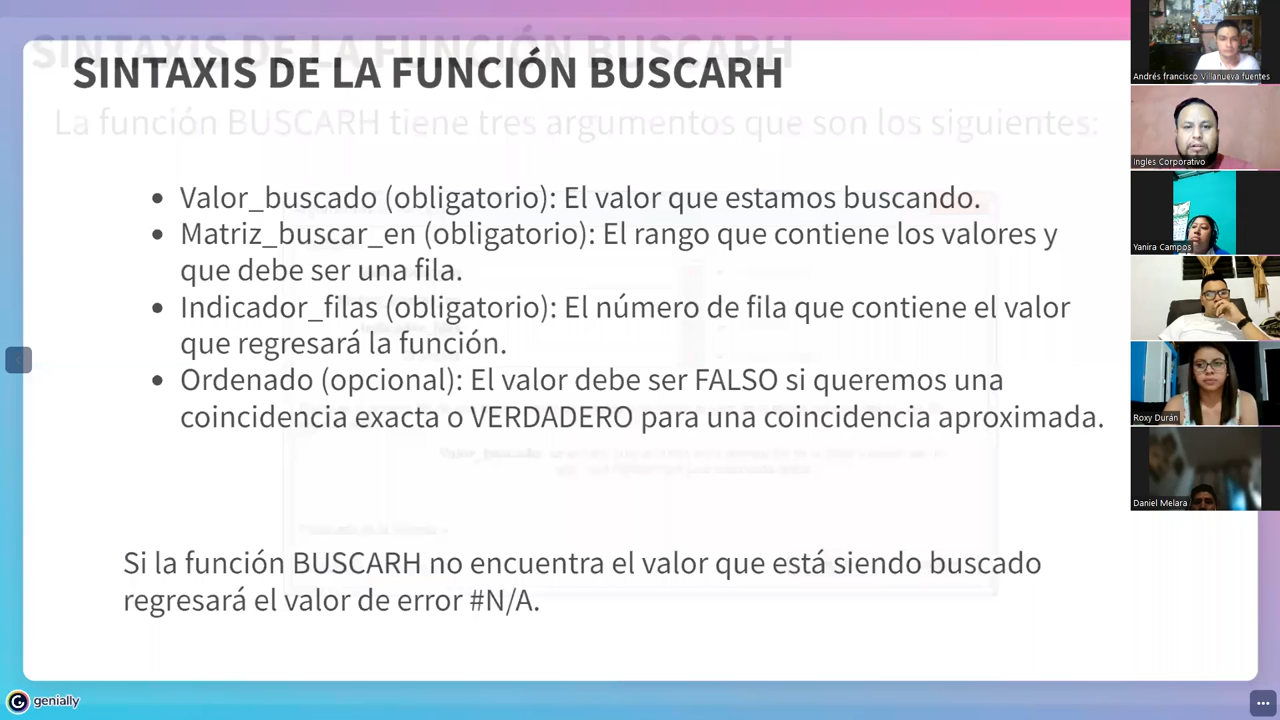 SINTAXIS DE LA FUNCIÓN BUSCARH
SINTAXIS DE LA FUNCIÓN BUSCARH
La función BUSCARH tiene tres argumentos que son los siguientes:
• Valor_buscado (obligatorio): El valor que estamos buscando.
• Matriz_buscar_en (obligatorio): El rango que contiene los valores y
que debe ser una fila.
• Indicador_filas (obligatorio): El número de fila que contiene el valor
que regresará la función.
• Ordenado (opcional): El valor debe ser FALSO si queremos una
coincidencia exacta o VERDADERO para una coincidencia aproximada.
Si la función BUSCARH no encuentra el valor que está siendo buscado
regresará el valor de error #N/A.
genially
Andrés francisco Villanueva fuentes
Ingles Corporativo
Yanira Campos
Roxy Durán
Daniel Melara